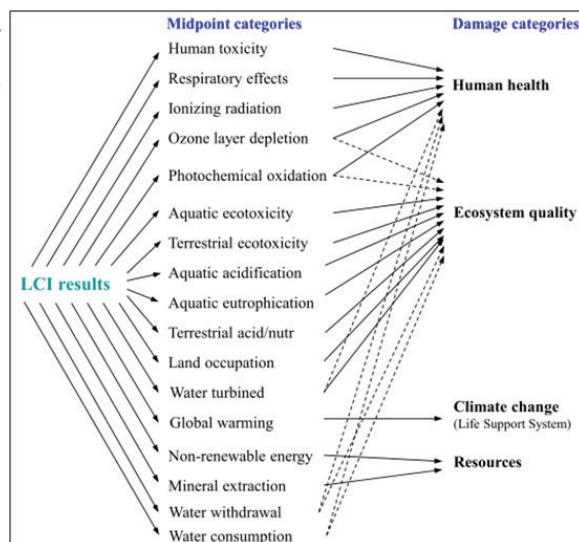 Midpoint categories
Damage categories
Human toxicity
Respiratory effects
Human health
Ionizing radiation
Ozone layer depletion
Photochemical oxidation
Aquatic ecotoxicity
Ecosystem quality
Terrestrial ecotoxicity
LCI results
Aquatic acidification
Aquatic eutrophication
Terrestrial acid/nutr
Land occupation
Water turbined
Climate change
Global warming
(Life Support System)
Non-renewable energy
Resources
Mineral extraction
Water withdrawal
Water consumption